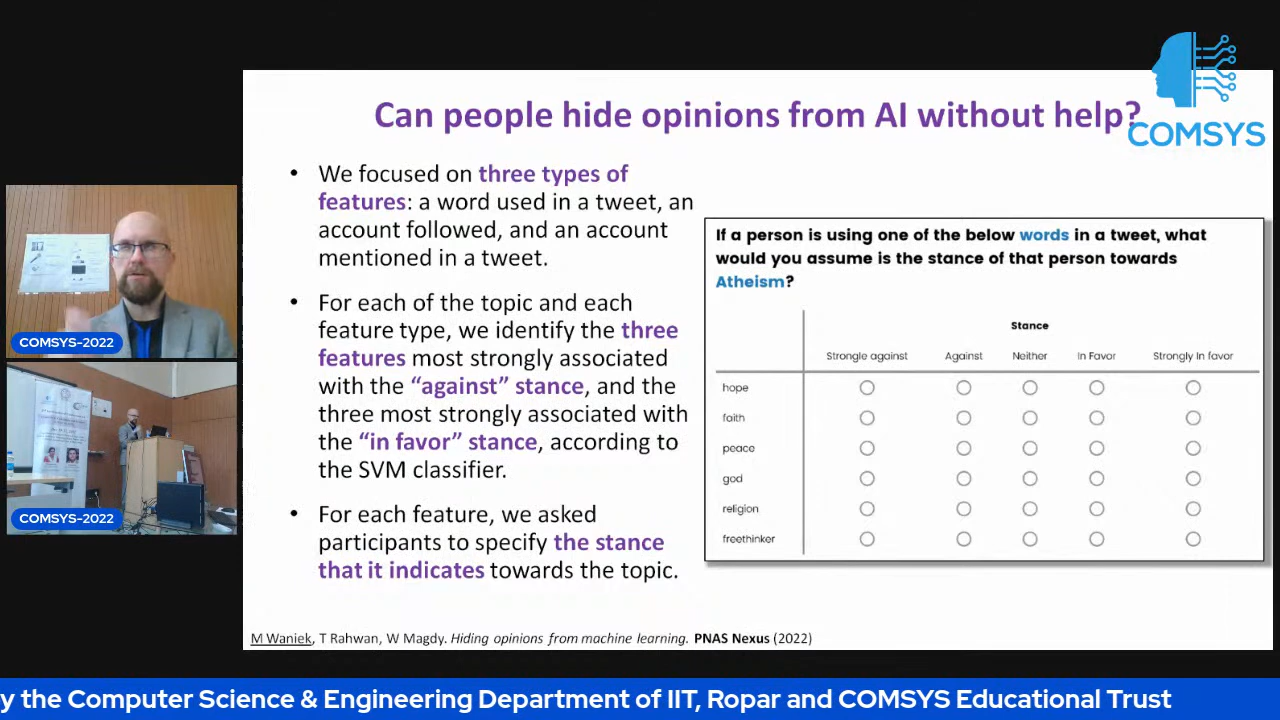 COMSYS
Can people hide opinions from AI without help?
• We focused on three types of
features: a word used in a tweet, an
account followed, and an account
mentioned in a tweet.
• For each of the topic and each
feature type, we identify the three
features most strongly associated
with the “against” stance, and the
three most strongly associated with
the “in favor” stance, according to
the SVM classifier.
• For each feature, we asked
participants to specify the stance
that it indicates towards the topic.
If a person is using one of the below words in a tweet, what
would you assume is the stance of that person towards
Atheism?
Stance
Strongle against Against Neither In Favor Strongly In favor
hope
faith
peace
god
religion
freethinker
M Waniek, T Rahwan, W Magdy. Hiding opinions from machine learning. PNAS Nexus (2022)
COMSYS-2022
COMSYS-2022
y the Computer Science & Engineering Department of IIT, Ropar and COMSYS Educational Trust